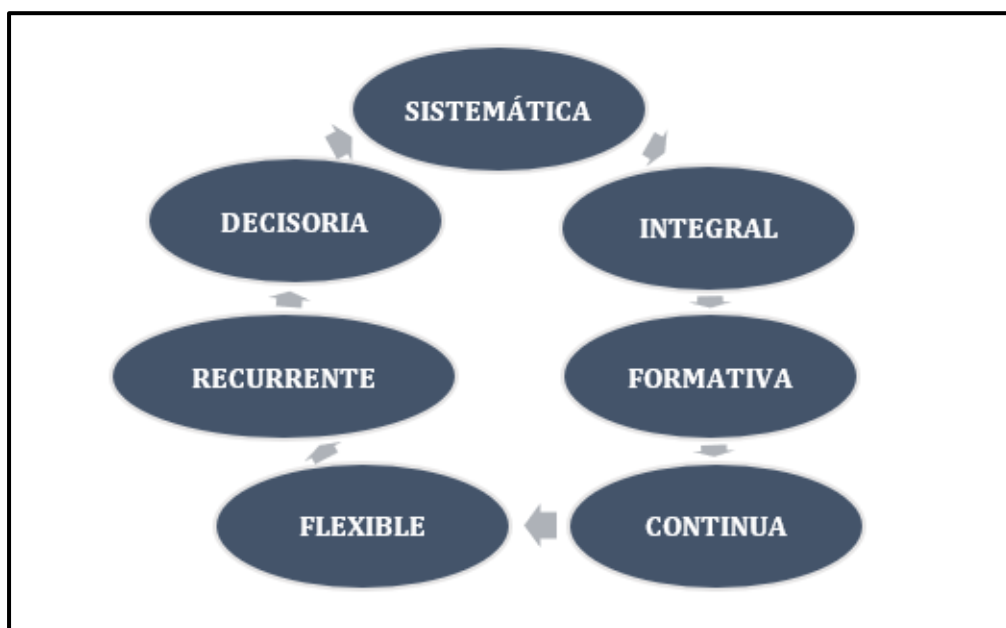 SISTEMÁTICA
INTEGRAL
FORMATIVA
CONTINUA
FLEXIBLE
RECURRENTE
DECISORIA